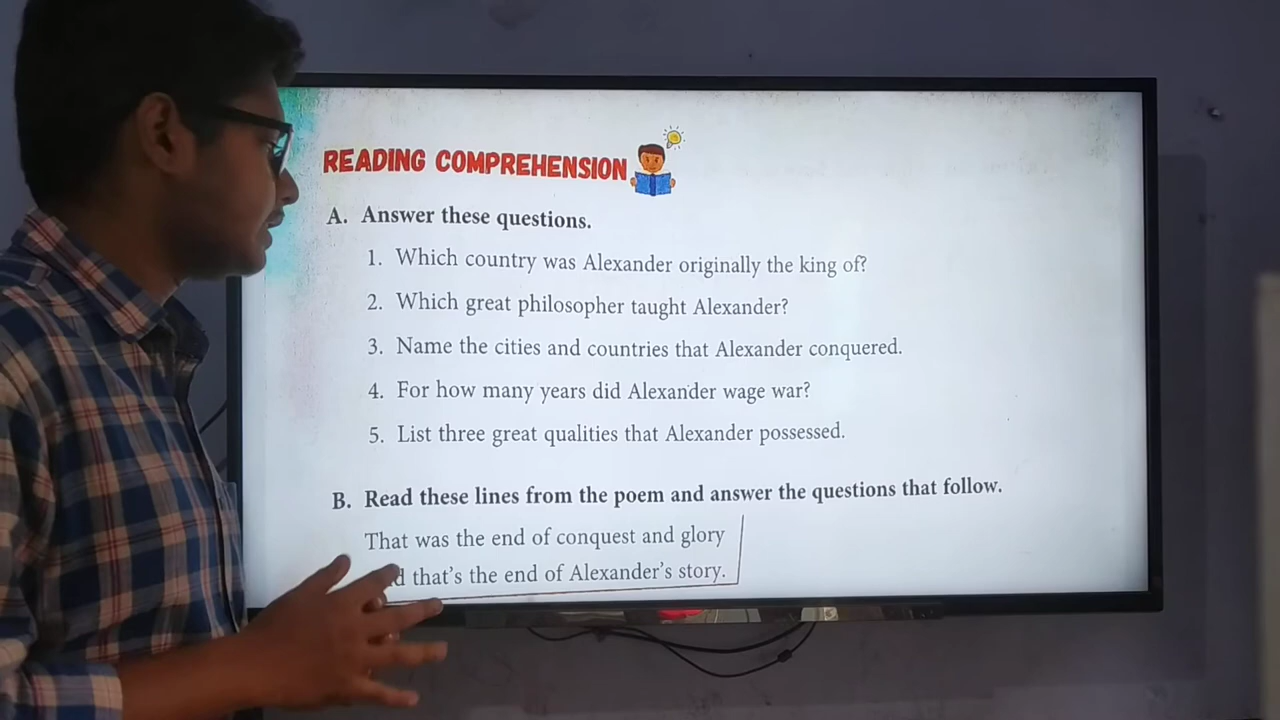 READING COMPREHENSION
A. Answer these questions.
1. Which country was Alexander originally the king of?
2. Which great philosopher taught Alexander?
3. Name the cities and countries that Alexander conquered.
4. For how many years did Alexander wage war?
5. List three great qualities that Alexander possessed.
B. Read these lines from the poem and answer the questions that follow.
That was the end of conquest and glory
that's the end of Alexander's story.